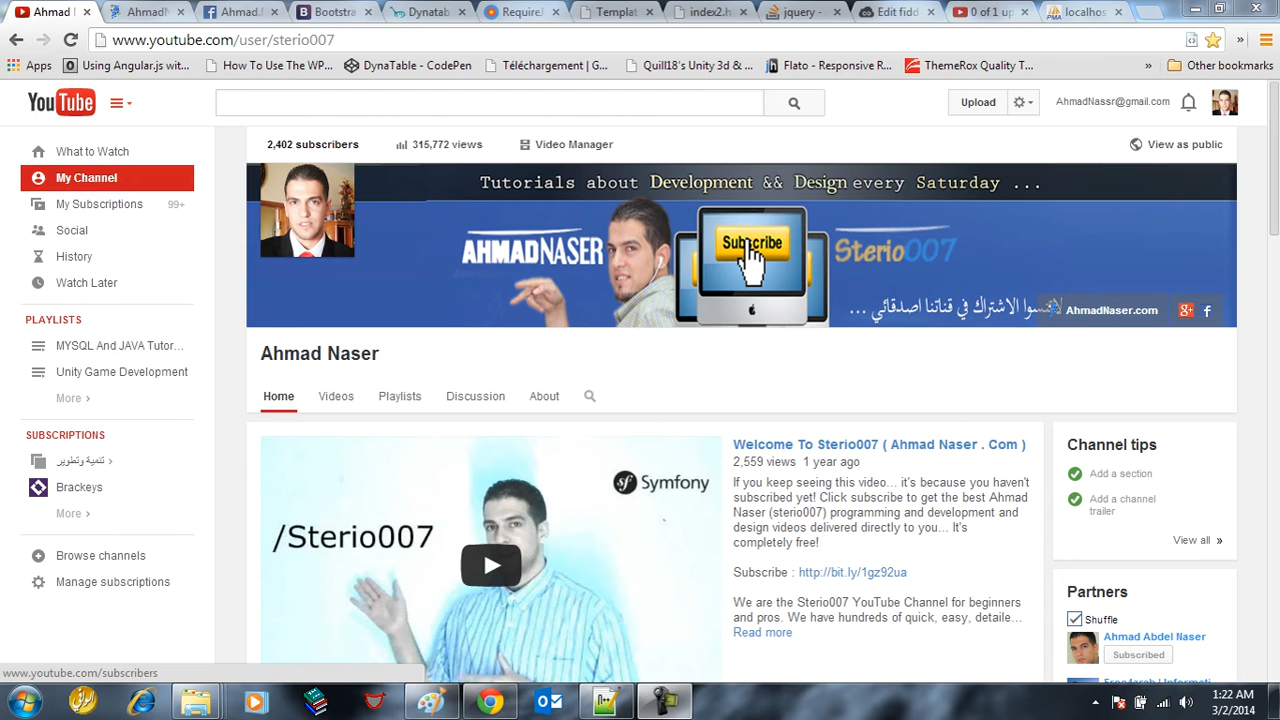 Ahmad N
AhmadN
Ahmad.N
Bootstra
Dynatab
RequireJ
Templat
index2.h
jquery -
Edit fidd
0 of 1 up
localhos
www.youtube.com/user/sterio007
Apps
Using Angular.js wit...
How To Use The WP...
DynaTable - CodePen
Téléchargement | G...
Quill18's Unity 3d &...
Flato - Responsive R...
ThemeRox Quality T...
»
Other bookmarks
YouTube
Upload
AhmadNassr@gmail.com
What to Watch
My Channel
My Subscriptions 99+
Social
History
Watch Later
PLAYLISTS
MYSQL And JAVA Tutor...
Unity Game Development
More ›
SUBSCRIPTIONS
تنمية وتطوير ›
Brackeys
More ›
Browse channels
Manage subscriptions
2,402 subscribers
315,772 views
Video Manager
View as public
Tutorials about Development && Design every Saturday ...
AHMADNASER
Subscribe
Sterio007
الاشتراك في قناتنا اصدقائي ...
AhmadNaser.com
Ahmad Naser
Home
Videos
Playlists
Discussion
About
/Sterio007
Symfony
Welcome To Sterio007 ( Ahmad Naser . Com )
2,559 views 1 year ago
If you keep seeing this video... it's because you haven't
subscribed yet! Click subscribe to get the best Ahmad
Naser (sterio007) programming and development and
design videos delivered directly to you... It's
completely free!
Subscribe : http://bit.ly/1gz92ua
We are the Sterio007 YouTube Channel for beginners
and pros. We have hundreds of quick, easy, detaile...
Read more
Channel tips
Add a section
Add a channel
trailer
View all »
Partners
Shuffle
Ahmad Abdel Naser
Subscribed
www.youtube.com/subscribers
1:22 AM
3/2/2014